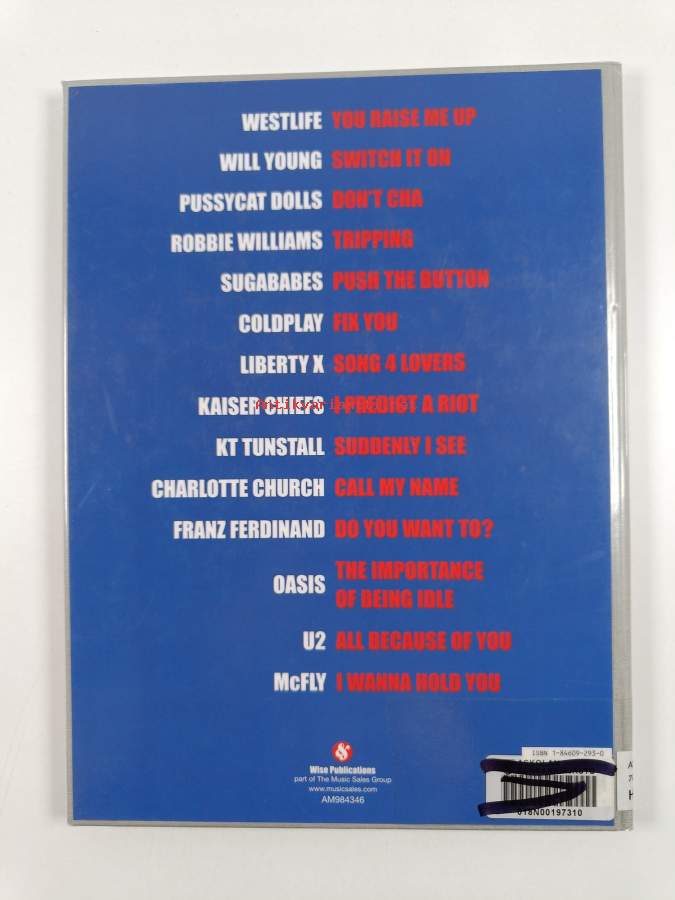 WESTLIFE YOU RAISE ME UP
WILL YOUNG SWITCH IT ON
PUSSYCAT DOLLS DON'T CHA
ROBBIE WILLIAMS TRIPPING
SUGABABES PUSH THE BUTTON
COLDPLAY FIX YOU
LIBERTY X SONG 4 LOVERS
KAISER CHIEFS I PREDICT A RIOT
KT TUNSTALL SUDDENLY I SEE
CHARLOTTE CHURCH CALL MY NAME
FRANZ FERDINAND DO YOU WANT TO?
OASIS THE IMPORTANCE
OF BEING IDLE
U2 ALL BECAUSE OF YOU
McFLY I WANNA HOLD YOU
Wise Publications
part of The Music Sales Group
www.musicsales.com
AM984346
ISBN 1-84609-293-0
018N00197310